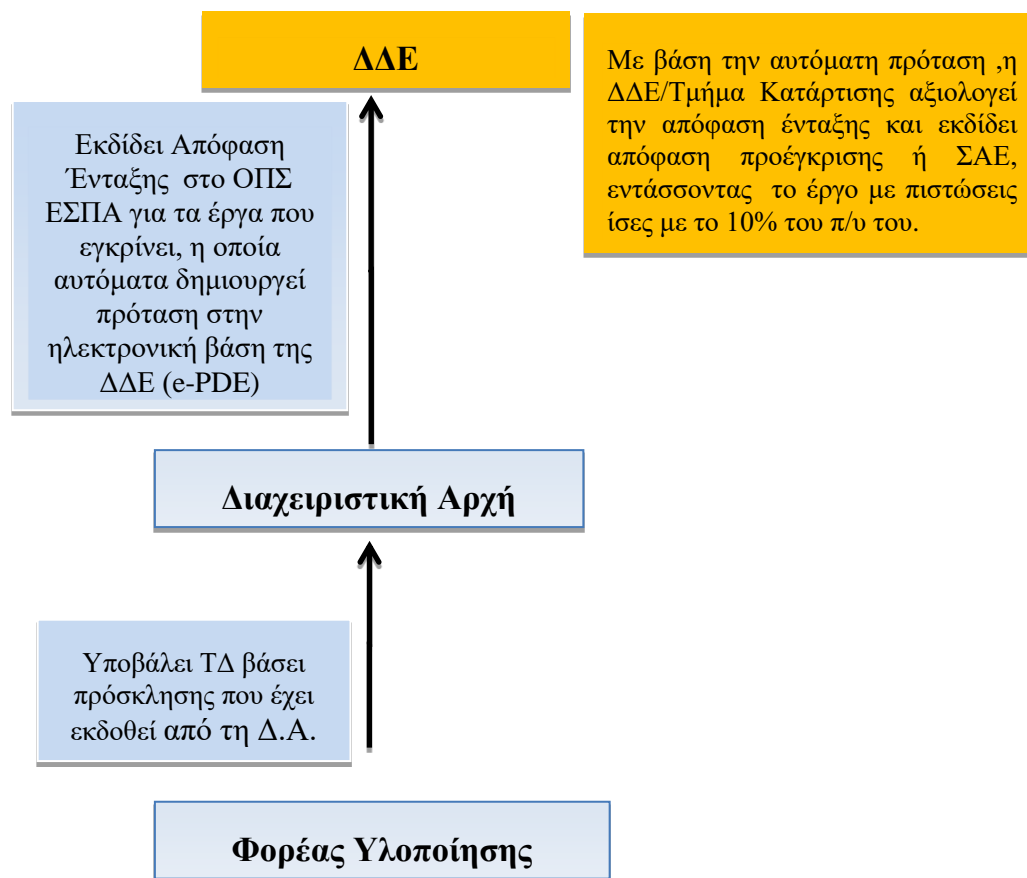 ΔΔΕ
Με βάση την αυτόματη πρόταση ,η
ΔΔΕ/Τμήμα Κατάρτισης αξιολογεί
την απόφαση ένταξης και εκδίδει
απόφαση προέγκρισης ή ΣΑΕ,
εντάσσοντας το έργο με πιστώσεις
ίσες με το 10% του π/υ του.
Εκδίδει Απόφαση
Ένταξης στο ΟΠΣ
ΕΣΠΑ για τα έργα που
εγκρίνει, η οποία
αυτόματα δημιουργεί
πρόταση στην
ηλεκτρονική βάση της
ΔΔΕ (e-PDE)
Διαχειριστική Αρχή
Υποβάλει ΤΔ βάσει
πρόσκλησης που έχει
εκδοθεί από τη Δ.Α.
Φορέας Υλοποίησης